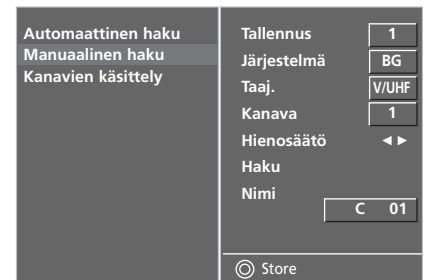 Automaattinen haku
Manuaalinen haku
Kanavien käsittely
Tallennus 1
Järjestelmä BG
Taaj. V/UHF
Kanava 1
Hienosäätö ◄ ►
Haku
Nimi
C 01
Store